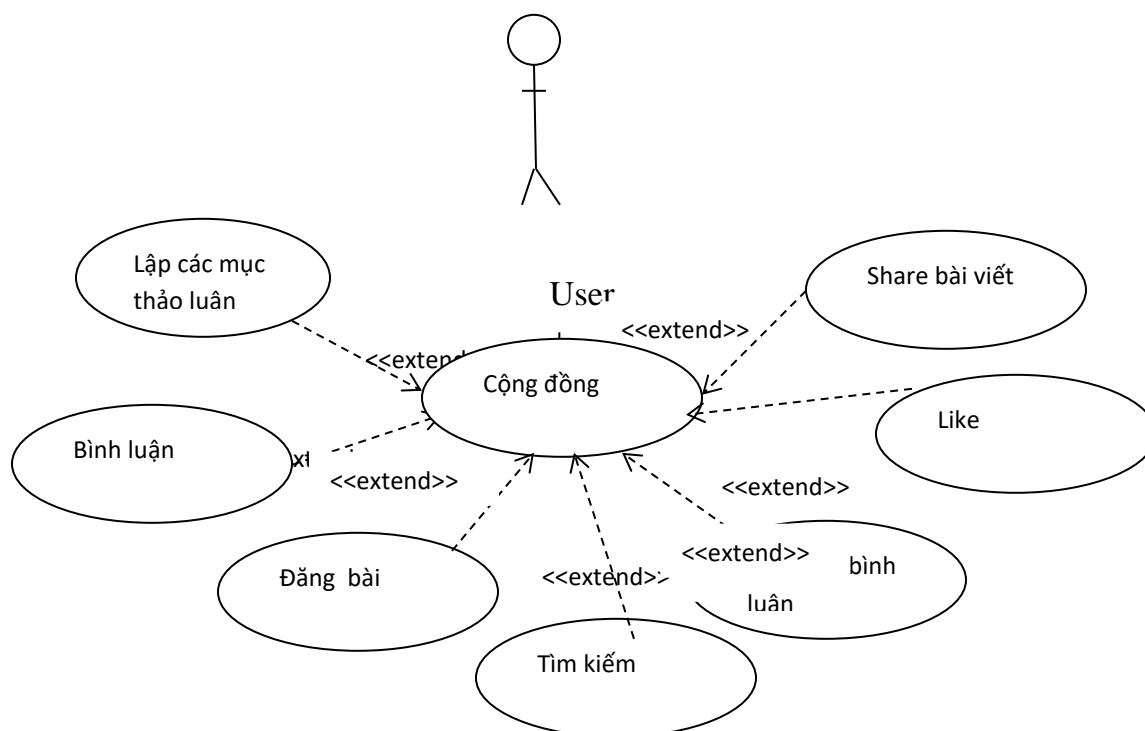 Lập các mục
thảo luân
User
Share bài viết
<<extend>>
<<extend
Cộng đồng
Like
Bình luận
<<extend>>
<<extend>>
<<extend>>
bình
luân
Đăng bài
<<extend>>
Tìm kiếm